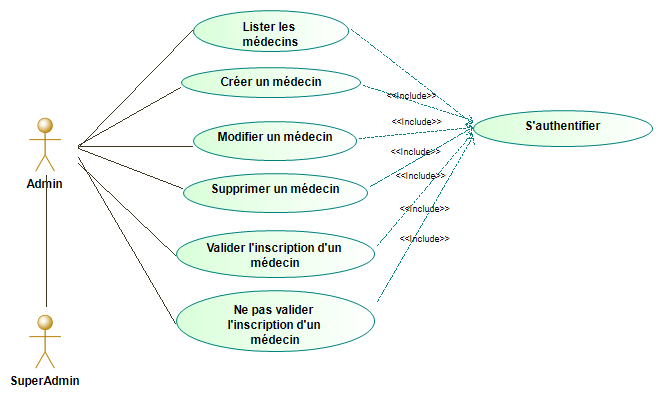 Lister les
médecins
Créer un médecin
<<Include>>
<<Include>>
S'authentifier
Modifier un médecin
<<Include>>
<<Include>>
Admin
Supprimer un médecin
<<Include>>
<<Include>>
Valider l'inscription d'un
médecin
Ne pas valider
l'inscription d'un
médecin
SuperAdmin